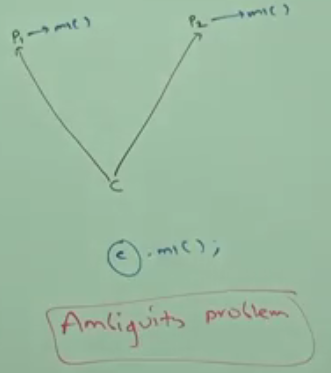 P1 → m1()
P2 → m1()
C
c.m1();
Ambiguity problem